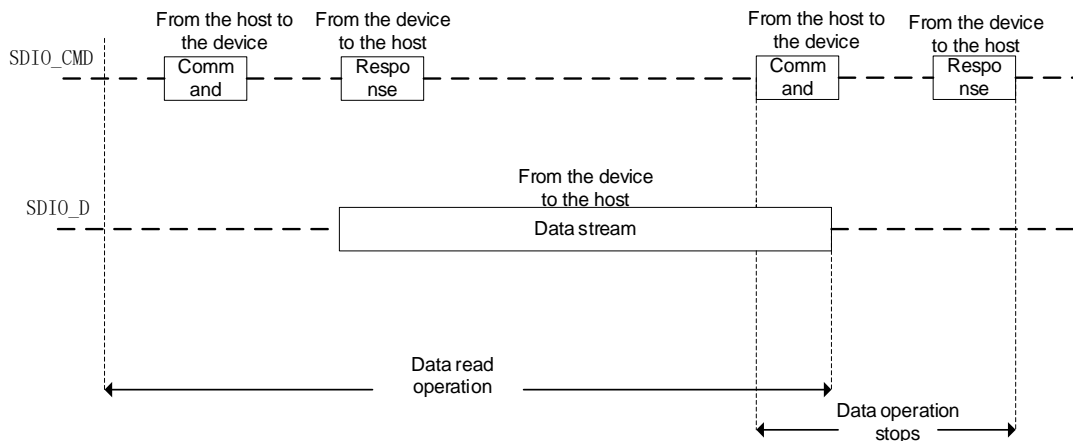 From the host to
the device
From the device
to the host
From the host to
the device
From the device
to the host
SDIO_CMD
Comm
and
Respo
nse
Comm
and
Respo
nse
From the device
to the host
SDIO_D
Data stream
Data read
operation
Data operation
stops